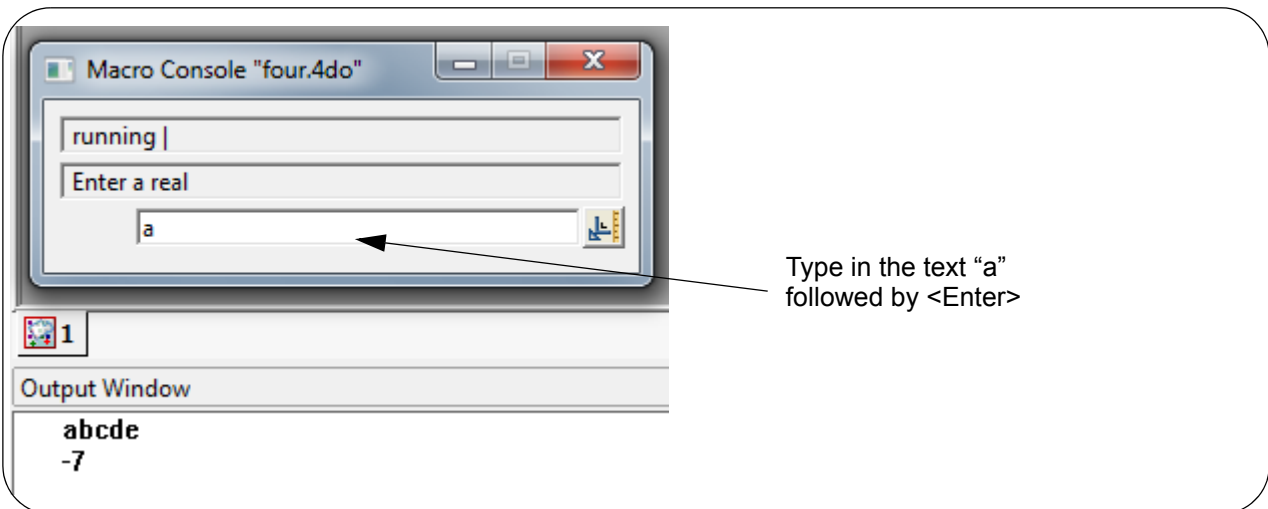 Macro Console "four.4do"
running |
Enter a real
a
Type in the text “a”
followed by <Enter>
1
Output Window
abcde
-7